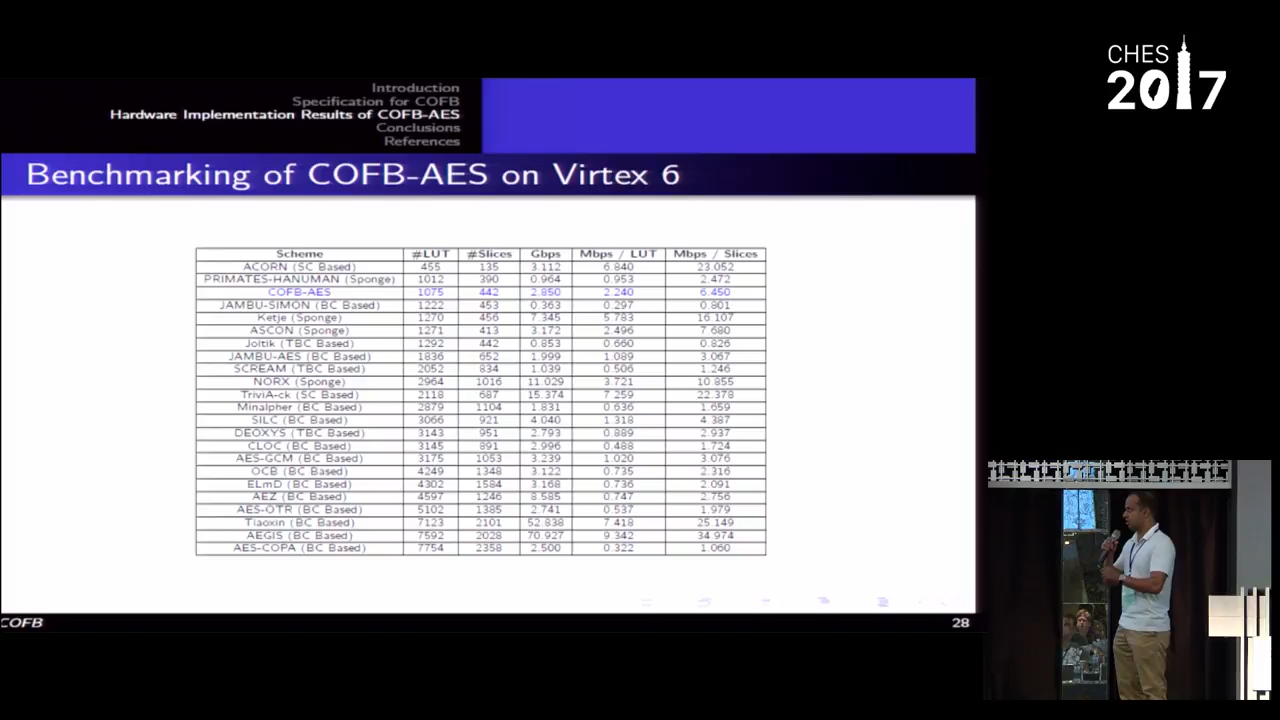 CHES
2017
Introduction
Specification for COFB
Hardware Implementation Results of COFB-AES
Conclusions
References
Benchmarking of COFB-AES on Virtex 6
Scheme #LUT #Slices Gbps Mbps / LUT Mbps / Slices
ACORN (SC Based) 455 135 3.112 6.840 23.052
PRIMATES-HANUMAN (Sponge) 1012 390 0.964 0.953 2.472
COFB-AES 1075 442 2.850 2.240 6.450
JAMBU-SIMON (BC Based) 1222 453 0.363 0.297 0.801
Ketje (Sponge) 1270 456 7.345 5.783 16.107
ASCON (Sponge) 1271 413 3.172 2.496 7.680
Joltik (TBC Based) 1292 442 0.853 0.660 0.826
JAMBU-AES (BC Based) 1836 652 1.999 1.089 3.067
SCREAM (TBC Based) 2052 834 1.039 0.506 1.246
NORX (Sponge) 2964 1016 11.029 3.721 10.855
TriviA-ck (SC Based) 2118 687 15.374 7.259 22.378
Minalpher (BC Based) 2879 1104 1.831 0.636 1.659
SILC (BC Based) 3066 921 4.040 1.318 4.387
DEOXYS (TBC Based) 3143 951 2.793 0.889 2.937
CLOC (BC Based) 3145 891 2.996 0.488 1.724
AES-GCM (BC Based) 3175 1053 3.239 1.020 3.076
OCB (BC Based) 4249 1348 3.122 0.735 2.316
ELmD (BC Based) 4302 1584 3.168 0.736 2.091
AEZ (BC Based) 4597 1246 8.585 0.747 2.756
AES-OTR (BC Based) 5102 1385 2.741 0.537 1.979
Tiaoxin (BC Based) 7123 2101 52.838 7.418 25.149
AEGIS (BC Based) 7592 2028 70.927 9.342 34.974
AES-COPA (BC Based) 7754 2358 2.500 0.322 1.060
COFB 28